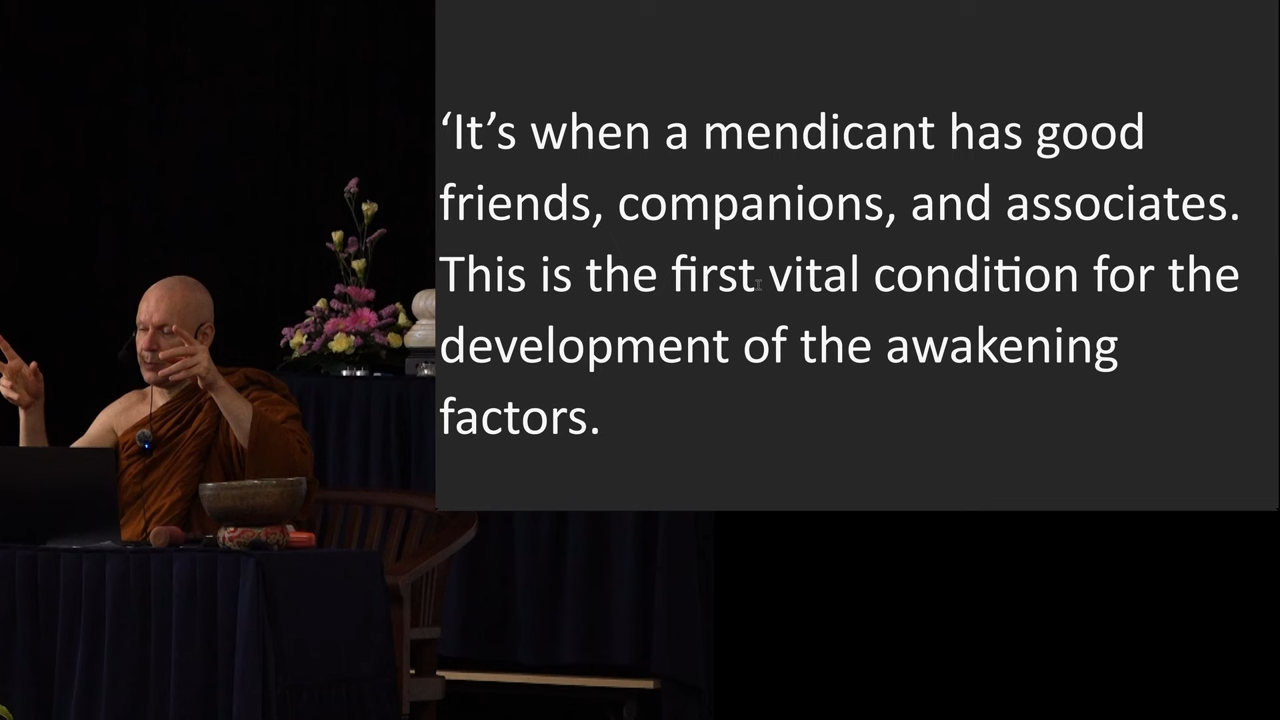 ‘It’s when a mendicant has good
friends, companions, and associates.
This is the first vital condition for the
development of the awakening
factors.